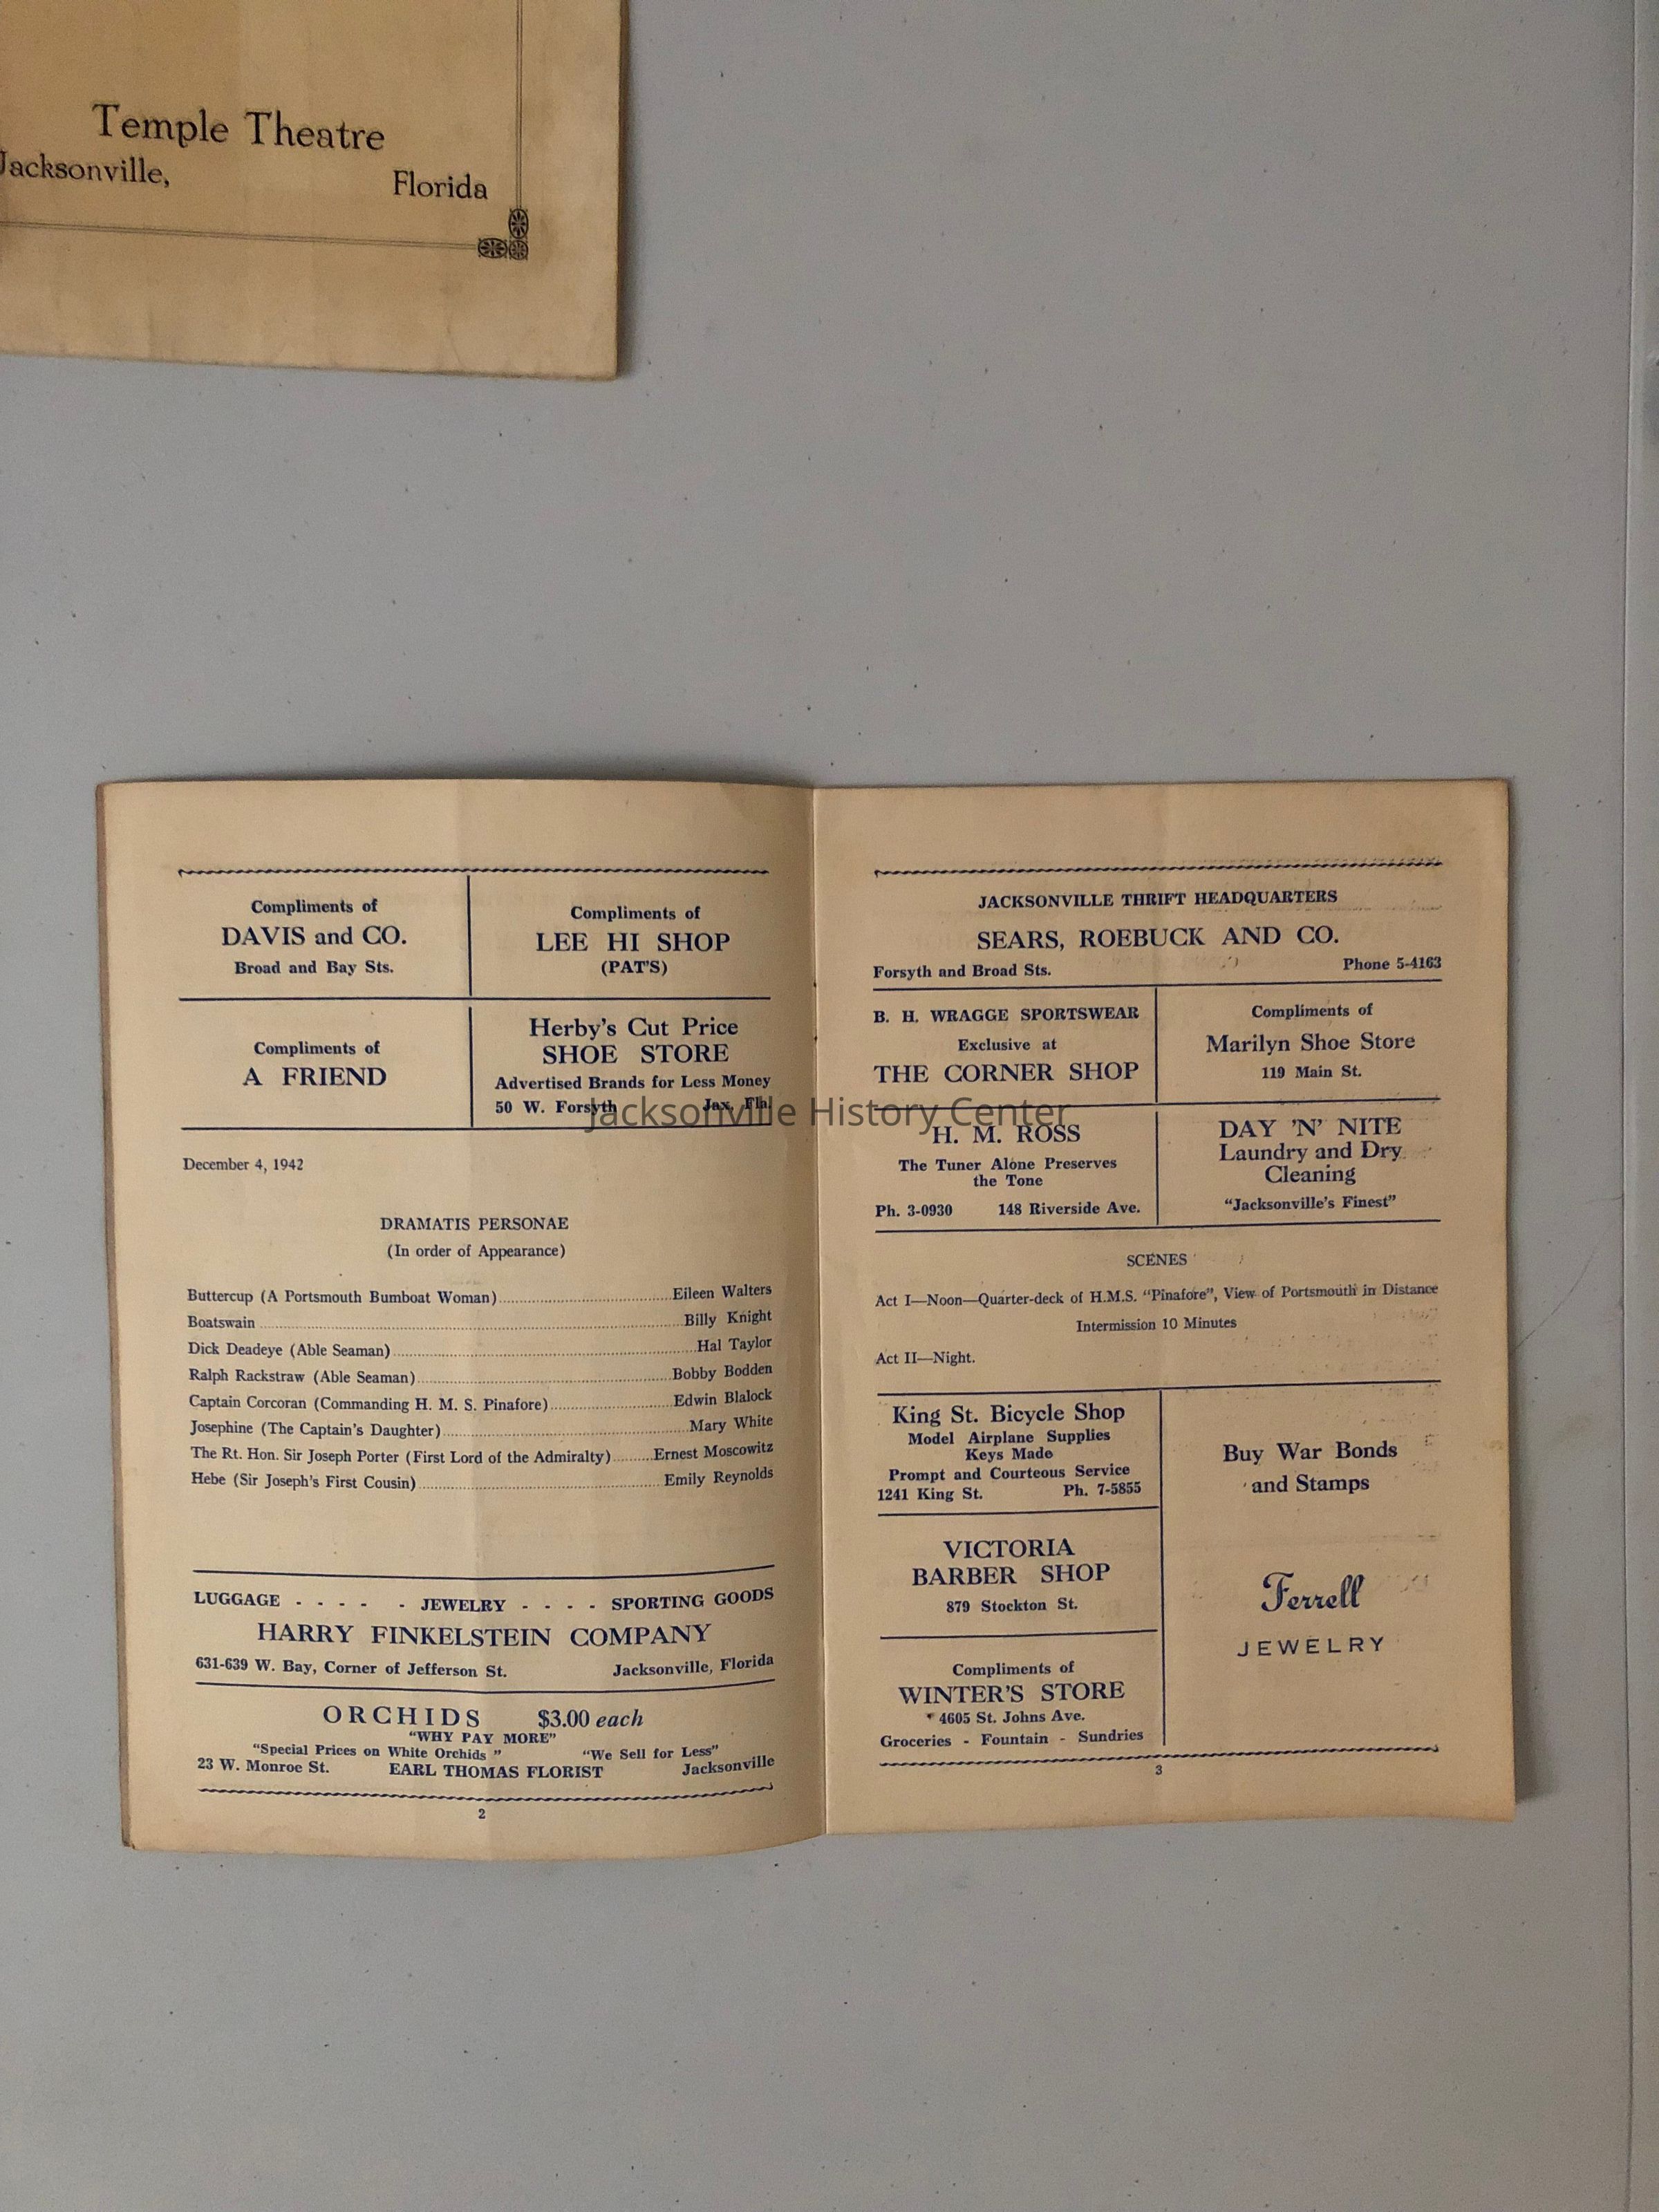 Temple Theatre
Jacksonville, Florida
Compliments of
DAVIS and CO.
Broad and Bay Sts.
Compliments of
LEE HI SHOP
(PAT'S)
Compliments of
A FRIEND
Herby's Cut Price
SHOE STORE
Advertised Brands for Less Money
50 W. Forsyth Jax. Fla.
December 4, 1942
DRAMATIS PERSONAE
(In order of Appearance)
Buttercup (A Portsmouth Bumboat Woman) Eileen Walters
Boatswain Billy Knight
Dick Deadeye (Able Seaman) Hal Taylor
Ralph Rackstraw (Able Seaman) Bobby Bodden
Captain Corcoran (Commanding H. M. S. Pinafore) Edwin Blalock
Josephine (The Captain's Daughter) Mary White
The Rt. Hon. Sir Joseph Porter (First Lord of the Admiralty) Ernest Moscowitz
Hebe (Sir Joseph's First Cousin) Emily Reynolds
LUGGAGE - - - - - JEWELRY - - - - SPORTING GOODS
HARRY FINKELSTEIN COMPANY
631-639 W. Bay, Corner of Jefferson St. Jacksonville, Florida
ORCHIDS $3.00 each
"WHY PAY MORE"
"Special Prices on White Orchids " "We Sell for Less"
23 W. Monroe St. EARL THOMAS FLORIST Jacksonville
2
JACKSONVILLE THRIFT HEADQUARTERS
SEARS, ROEBUCK AND CO.
Forsyth and Broad Sts. Phone 5-4163
B. H. WRAGGE SPORTSWEAR
Exclusive at
THE CORNER SHOP
Compliments of
Marilyn Shoe Store
119 Main St.
H. M. ROSS
The Tuner Alone Preserves
the Tone
Ph. 3-0930 148 Riverside Ave.
DAY 'N' NITE
Laundry and Dry
Cleaning
"Jacksonville's Finest"
SCENES
Act I—Noon—Quarter-deck of H.M.S. "Pinafore", View of Portsmouth in Distance
Intermission 10 Minutes
Act II—Night.
King St. Bicycle Shop
Model Airplane Supplies
Keys Made
Prompt and Courteous Service
1241 King St. Ph. 7-5855
VICTORIA
BARBER SHOP
879 Stockton St.
Compliments of
WINTER'S STORE
4605 St. Johns Ave.
Groceries - Fountain - Sundries
Buy War Bonds
and Stamps
Ferrell
JEWELRY
3
Jacksonville History Center